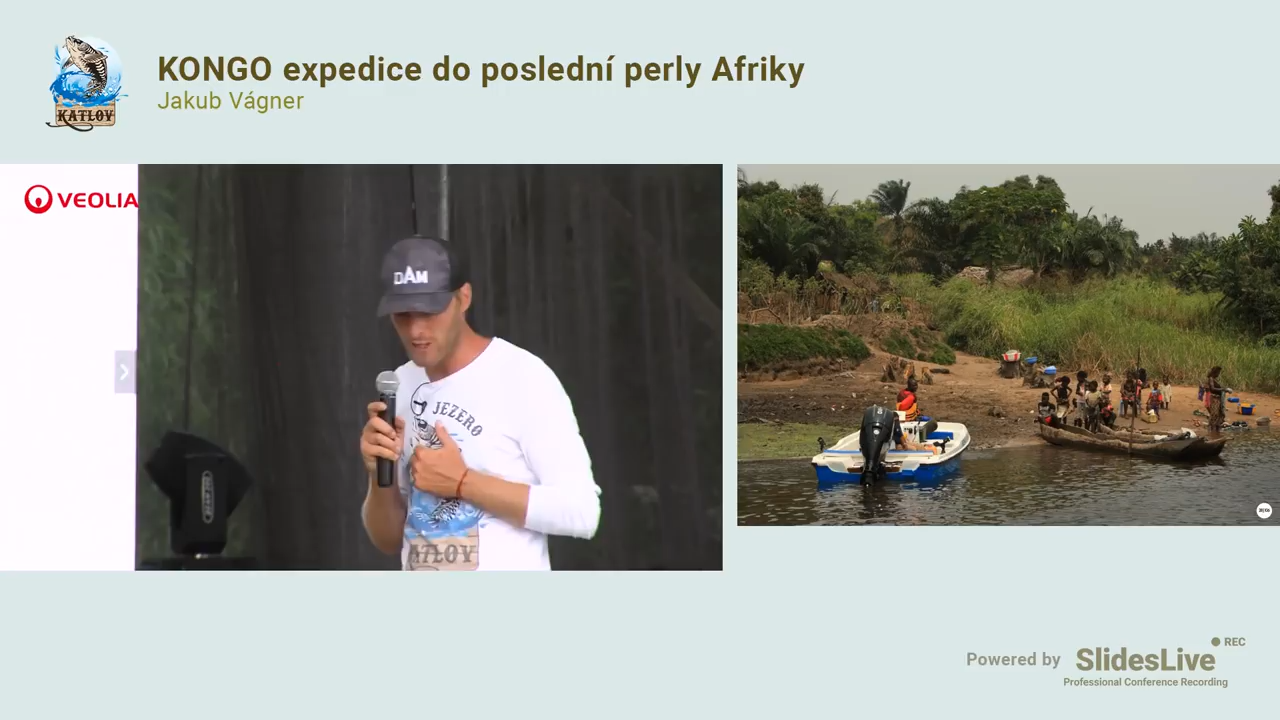 KATLOV
KONGO expedice do poslední perly Afriky
Jakub Vágner
VEOLIA
DAM
JEZERO
KATLOV
Powered by
SlidesLive
REC
Professional Conference Recording